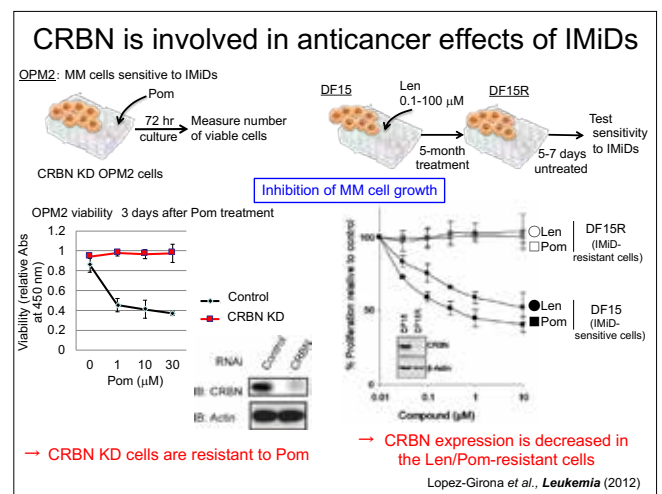 CRBN is involved in anticancer effects of IMiDs
OPM2: MM cells sensitive to IMiDs
Pom
72 hr
culture
Measure number
of viable cells
CRBN KD OPM2 cells
DF15
Len
0.1-100 μM
DF15R
5-month
treatment
5-7 days
untreated
Test
sensitivity
to IMiDs
Inhibition of MM cell growth
OPM2 viability 3 days after Pom treatment
Viability (relative Abs
at 450 nm)
1.2
1
0.8
0.6
0.4
0.2
0
0 1 10 30
Pom (μM)
Control
CRBN KD
RNAi
Control
CRBN
IB: CRBN
IB: Actin
→ CRBN KD cells are resistant to Pom
% Proliferation relative to control
100
50
0
0.01 0.1 1 10
Compound (μM)
DF15
DF15R
CRBN
β-Actin
Len
Pom
DF15R
(IMiD-
resistant cells)
Len
Pom
DF15
(IMiD-
sensitive cells)
→ CRBN expression is decreased in
the Len/Pom-resistant cells
Lopez-Girona et al., Leukemia (2012)